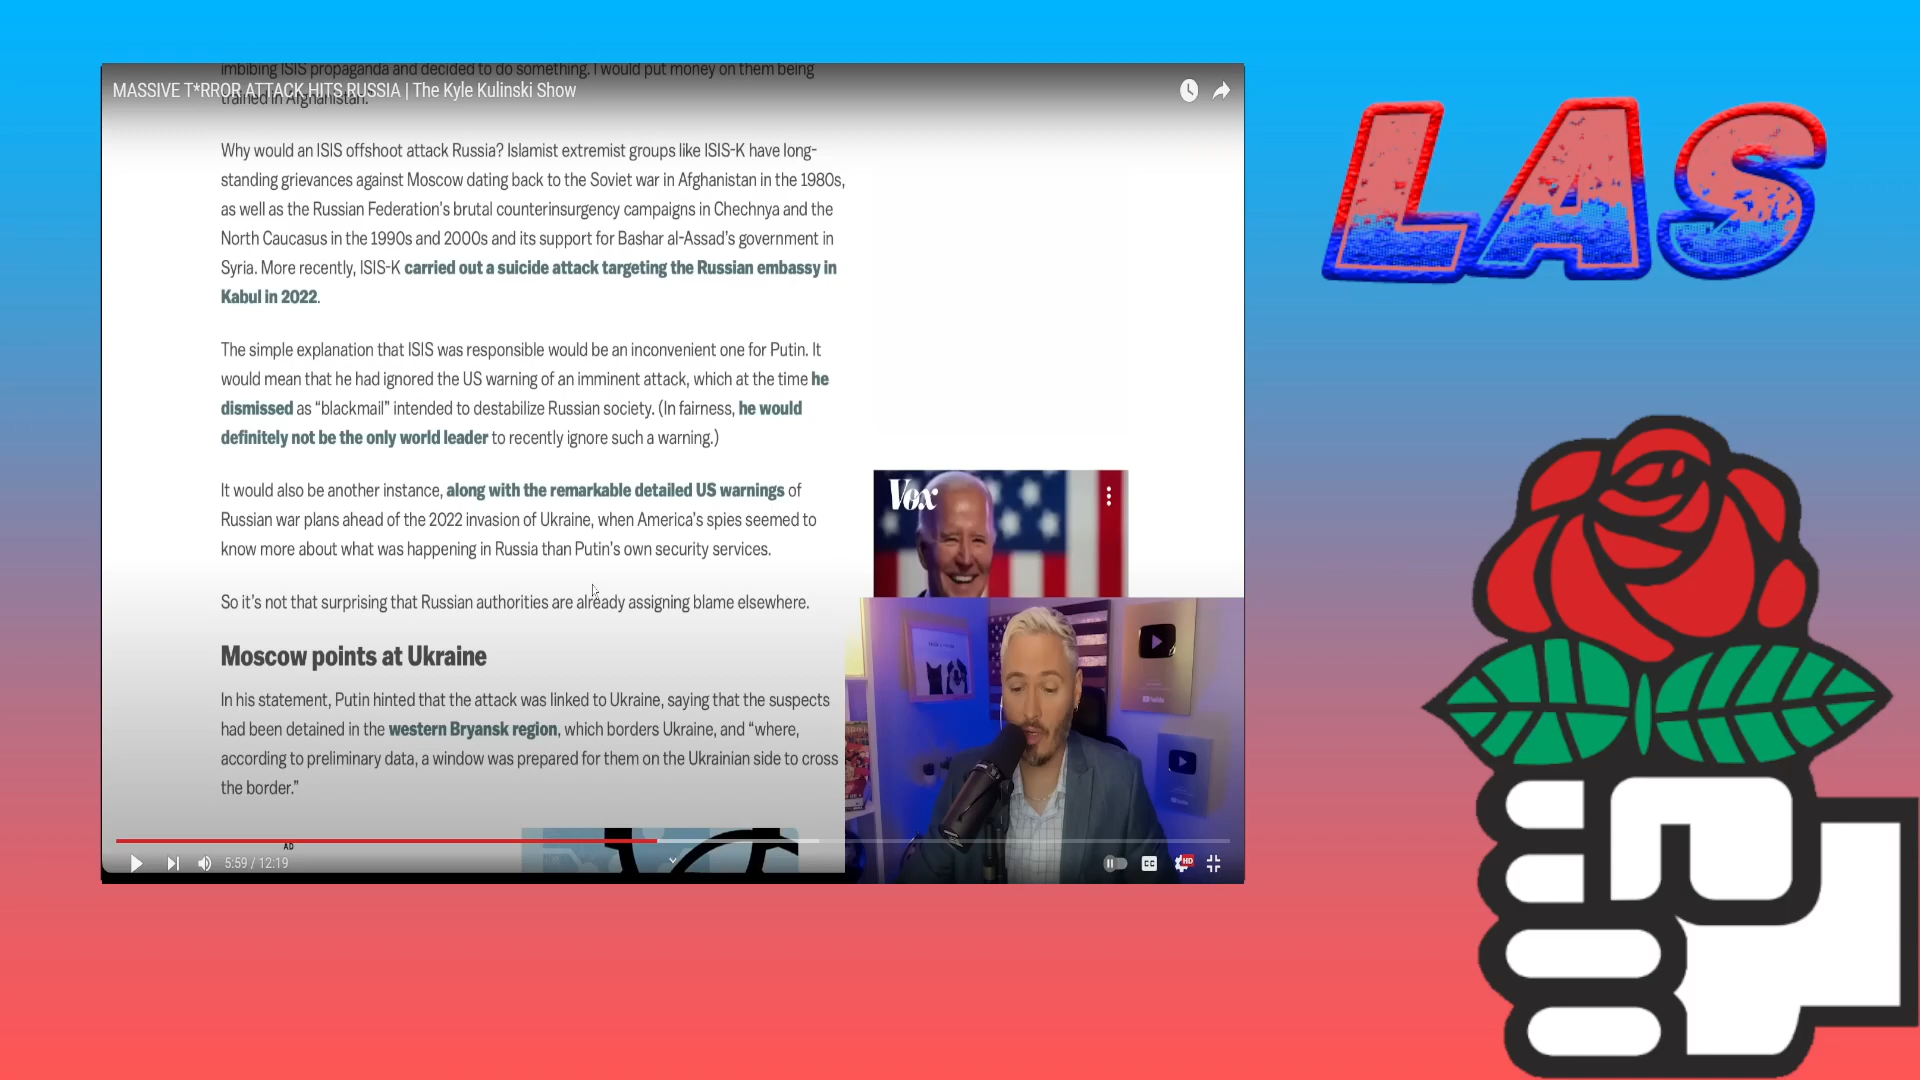 imbibing ISIS propaganda and decided to do something. I would put money on them being
MASSIVE T*RROR ATTACK HITS RUSSIA | The Kyle Kulinski Show
trained in Afghanistan."
LAS
Why would an ISIS offshoot attack Russia? Islamist extremist groups like ISIS-K have long-
standing grievances against Moscow dating back to the Soviet war in Afghanistan in the 1980s,
as well as the Russian Federation's brutal counterinsurgency campaigns in Chechnya and the
North Caucasus in the 1990s and 2000s and its support for Bashar al-Assad's government in
Syria. More recently, ISIS-K carried out a suicide attack targeting the Russian embassy in
Kabul in 2022.
The simple explanation that ISIS was responsible would be an inconvenient one for Putin. It
would mean that he had ignored the US warning of an imminent attack, which at the time he
dismissed as “blackmail” intended to destabilize Russian society. (In fairness, he would
definitely not be the only world leader to recently ignore such a warning.)
It would also be another instance, along with the remarkable detailed US warnings of
Russian war plans ahead of the 2022 invasion of Ukraine, when America's spies seemed to
know more about what was happening in Russia than Putin's own security services.
Vox
So it's not that surprising that Russian authorities are already assigning blame elsewhere.
Moscow points at Ukraine
In his statement, Putin hinted that the attack was linked to Ukraine, saying that the suspects
had been detained in the western Bryansk region, which borders Ukraine, and “where,
according to preliminary data, a window was prepared for them on the Ukrainian side to cross
the border.”
AD
5:59 / 12:19
CC
HD